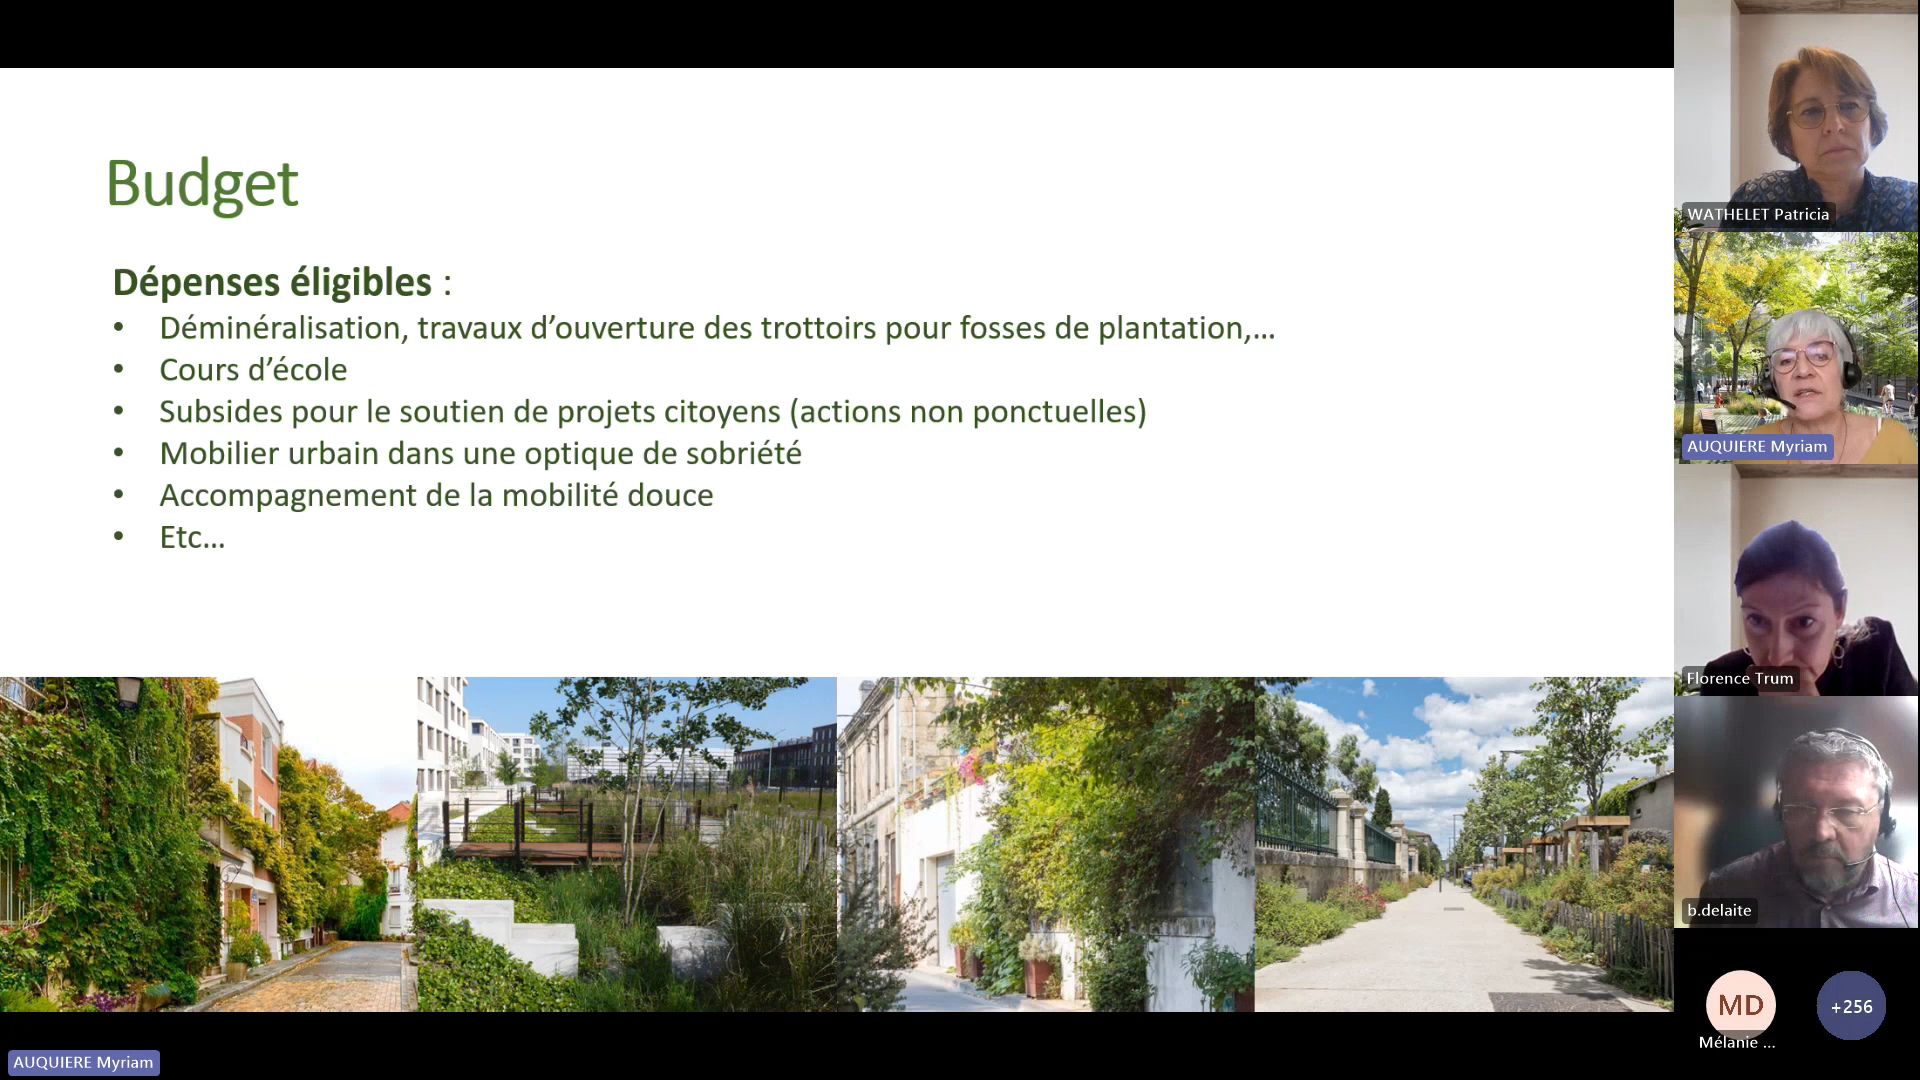 Budget
Dépenses éligibles :
• Déminéralisation, travaux d’ouverture des trottoirs pour fosses de plantation,...
• Cours d’école
• Subsides pour le soutien de projets citoyens (actions non ponctuelles)
• Mobilier urbain dans une optique de sobriété
• Accompagnement de la mobilité douce
• Etc...
WATHELET Patricia
AUQUIERE Myriam
Florence Trum
b.delaite
MD
+256
Mélanie ...
AUQUIERE Myriam